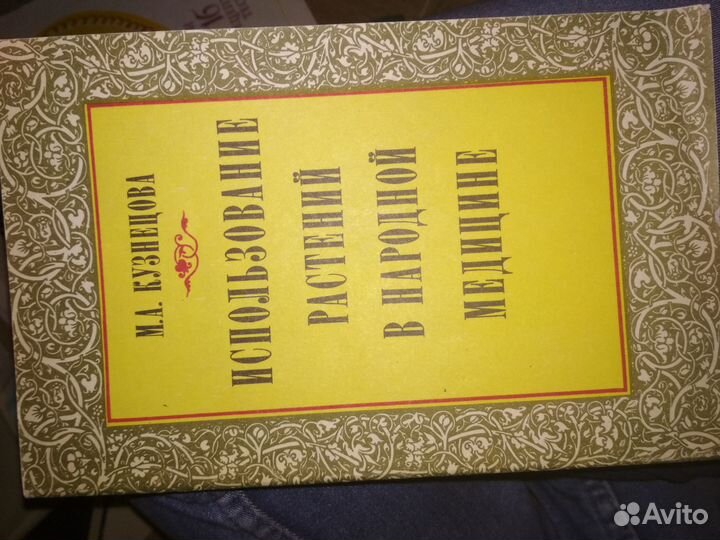 М.А. КУЗНЕЦОВА
ИСПОЛЬЗОВАНИЕ
РАСТЕНИЙ
В НАРОДНОЙ
МЕДИЦИНЕ
Avito